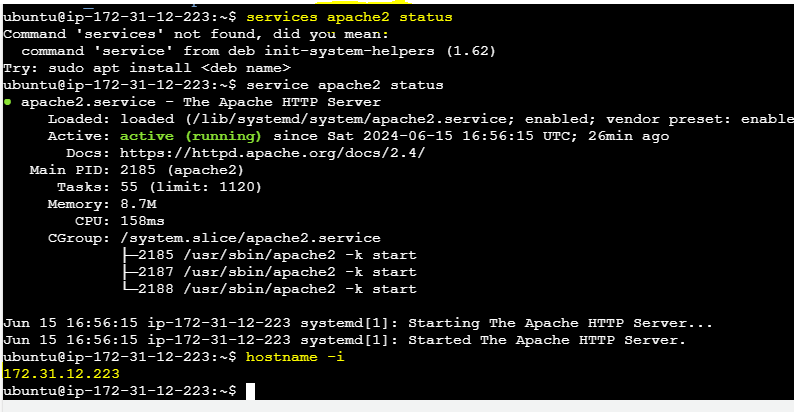 ubuntu@ip-172-31-12-223:~$ services apache2 status
Command 'services' not found, did you mean:
  command 'service' from deb init-system-helpers (1.62)
Try: sudo apt install <deb name>
ubuntu@ip-172-31-12-223:~$ service apache2 status
● apache2.service - The Apache HTTP Server
     Loaded: loaded (/lib/systemd/system/apache2.service; enabled; vendor preset: enable
     Active: active (running) since Sat 2024-06-15 16:56:15 UTC; 26min ago
       Docs: https://httpd.apache.org/docs/2.4/
   Main PID: 2185 (apache2)
      Tasks: 55 (limit: 1120)
     Memory: 8.7M
        CPU: 158ms
     CGroup: /system.slice/apache2.service
             ├─2185 /usr/sbin/apache2 -k start
             ├─2187 /usr/sbin/apache2 -k start
             └─2188 /usr/sbin/apache2 -k start
Jun 15 16:56:15 ip-172-31-12-223 systemd[1]: Starting The Apache HTTP Server...
Jun 15 16:56:15 ip-172-31-12-223 systemd[1]: Started The Apache HTTP Server.
ubuntu@ip-172-31-12-223:~$ hostname -i
172.31.12.223
ubuntu@ip-172-31-12-223:~$